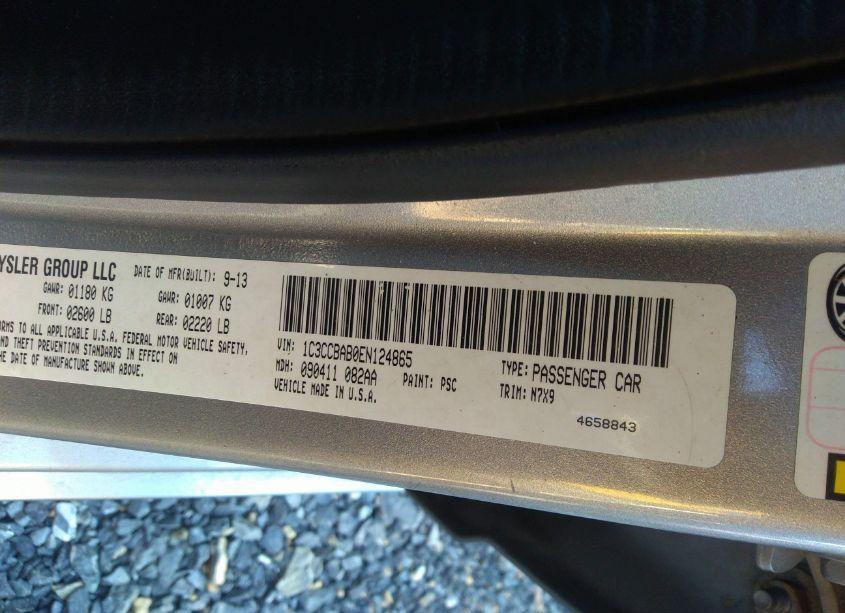 YSLER GROUP LLC
DATE OF MFR(BUILT): 9-13
GAWR: 01180 KG
GAWR: 01007 KG
FRONT: 02600 LB
REAR: 02220 LB
ORMS TO ALL APPLICABLE U.S.A. FEDERAL MOTOR VEHICLE SAFETY,
AND THEFT PREVENTION STANDARDS IN EFFECT ON
THE DATE OF MANUFACTURE SHOWN ABOVE.
VIN: 1C3CCBAB0EN124865
TYPE: PASSENGER CAR
MDH: 090411 082AA
PAINT: PSC
TRIM: N7X9
VEHICLE MADE IN U.S.A.
4658843